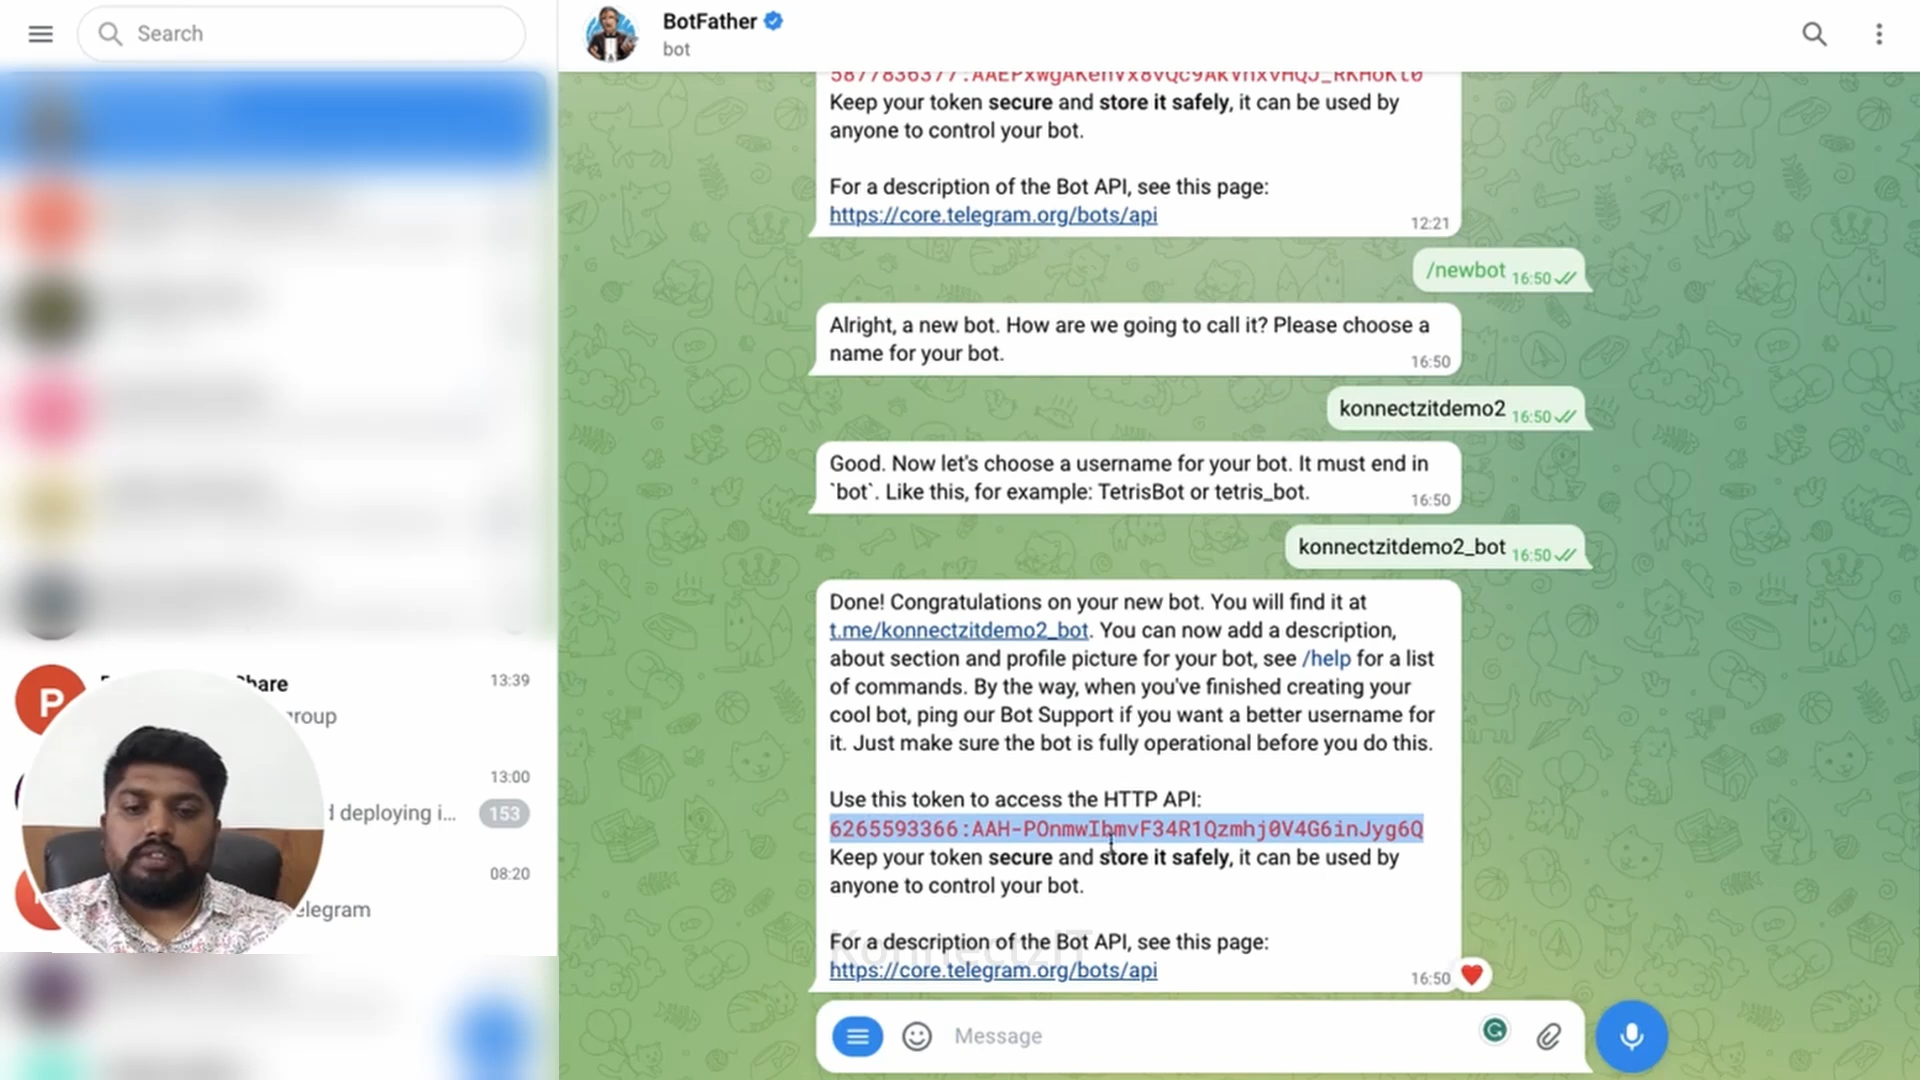 Search
BotFather
bot
Keep your token secure and store it safely, it can be used by
anyone to control your bot.
For a description of the Bot API, see this page:
https://core.telegram.org/bots/api
12:21
/newbot 16:50
Alright, a new bot. How are we going to call it? Please choose a
name for your bot.
16:50
konnectzitdemo2 16:50
Good. Now let's choose a username for your bot. It must end in
`bot`. Like this, for example: TetrisBot or tetris_bot.
16:50
konnectzitdemo2_bot 16:50
Done! Congratulations on your new bot. You will find it at
t.me/konnectzitdemo2_bot. You can now add a description,
about section and profile picture for your bot, see /help for a list
of commands. By the way, when you've finished creating your
cool bot, ping our Bot Support if you want a better username for
it. Just make sure the bot is fully operational before you do this.
Use this token to access the HTTP API:
6265593366:AAH-POnmwIbmvF34R1Qzmhj0V4G6inJyg6Q
Keep your token secure and store it safely, it can be used by
anyone to control your bot.
For a description of the Bot API, see this page:
https://core.telegram.org/bots/api
16:50
KonnectzIT
Message
P
13:39
13:00
d deploying i...
153
08:20